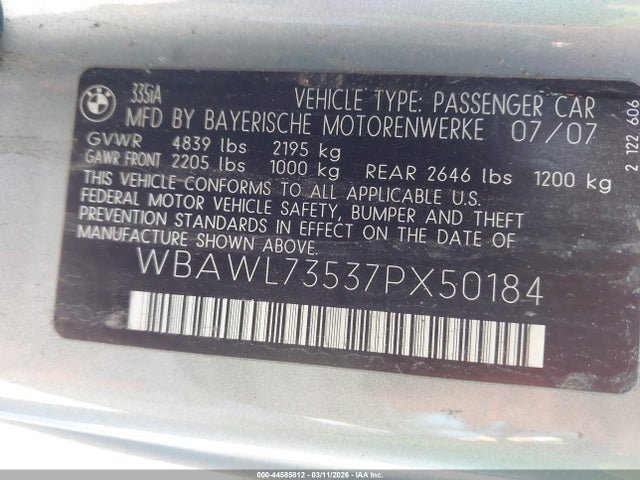 335iA
VEHICLE TYPE: PASSENGER CAR
MFD BY BAYERISCHE MOTORENWERKE 07/07
GVWR 4839 lbs 2195 kg
GAWR FRONT 2205 lbs 1000 kg REAR 2646 lbs 1200 kg
THIS VEHICLE CONFORMS TO ALL APPLICABLE U.S.
FEDERAL MOTOR VEHICLE SAFETY, BUMPER AND THEFT
PREVENTION STANDARDS IN EFFECT ON THE DATE OF
MANUFACTURE SHOWN ABOVE.
WBAWL73537PX50184
2 122 606
000-44585812 - 03/11/2026 - IAAI.COM